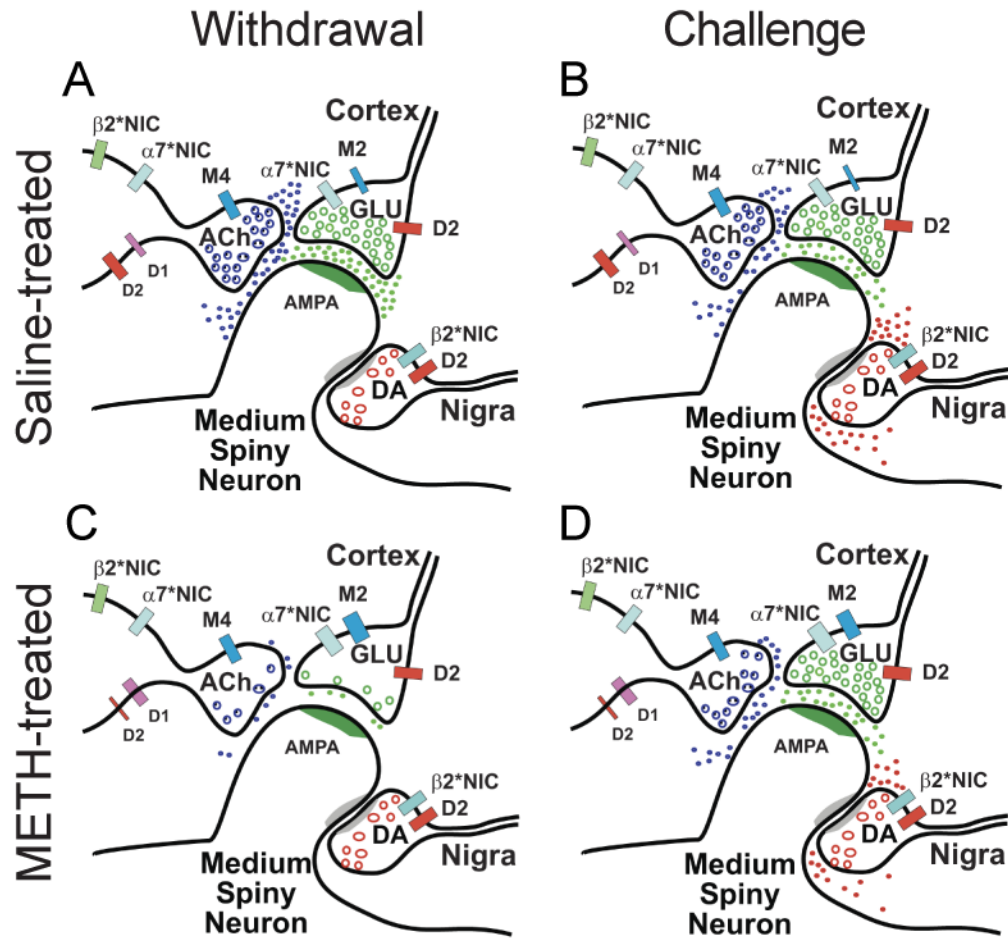 Withdrawal
Challenge
Saline-treated
METH-treated
A
Cortex
β2*NIC
α7*NIC
M4
α7*NIC
M2
GLU
ACh
D2
D1
D2
AMPA
β2*NIC
D2
DA
Nigra
Medium
Spiny
Neuron
B
Cortex
β2*NIC
α7*NIC
M4
α7*NIC
M2
GLU
ACh
D2
D1
D2
AMPA
β2*NIC
D2
DA
Nigra
Medium
Spiny
Neuron
C
Cortex
β2*NIC
α7*NIC
M4
α7*NIC
M2
GLU
ACh
D2
D1
D2
AMPA
β2*NIC
D2
DA
Nigra
Medium
Spiny
Neuron
D
Cortex
β2*NIC
α7*NIC
M4
α7*NIC
M2
GLU
ACh
D2
D1
D2
AMPA
β2*NIC
D2
DA
Nigra
Medium
Spiny
Neuron